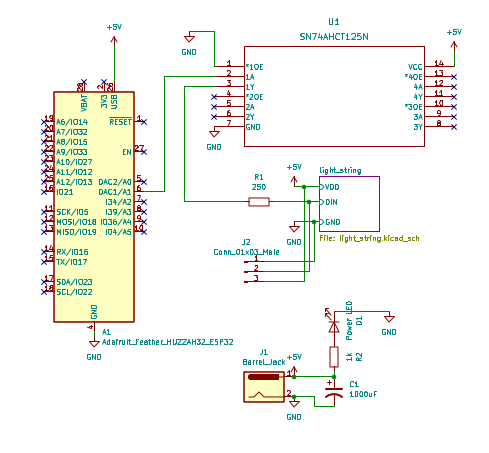 +5V
28
2
26
VBAT
3V3
USB
19 A6/IO14
20 A7/IO32
21 A8/IO15
22 A9/IO33
23 A10/IO27
24 A11/IO12
25 A12/IO13
16 IO21
11 SCK/IO5
12 MOSI/IO18
13 MISO/IO19
14 RX/IO16
15 TX/IO17
17 SDA/IO23
18 SCL/IO22
RESET 1
EN 27
DAC2/A0 5
DAC1/A1 6
I34/A2 7
I39/A3 8
IO36/A4 9
IO4/A5 10
GND
4
A1
Adafruit_Feather_HUZZAH32_ESP32
GND
U1
SN74AHCT125N
GND
+5V
1 *1OE
2 1A
3 1Y
4 *2OE
5 2A
6 2Y
7 GND
VCC 14
*4OE 13
4A 12
4Y 11
*3OE 10
3A 9
3Y 8
GND
R1
250
+5V
light_string
VDD
DIN
GND
File: light_string.kicad_sch
GND
J2
Conn_01x03_Male
1
2
3
Power LED
D1
GND
1k
R2
J1
Barrel_Jack
+5V
1
2
GND
C1
1000uF